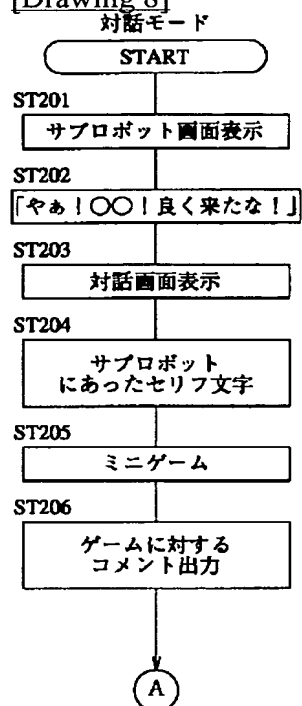 [Drawing 8]
対話モード
START
ST201
サブロボット画面表示
ST202
「やぁ！○○！良く来たな！」
ST203
対話画面表示
ST204
サブロボット
にあったセリフ文字
ST205
ミニゲーム
ST206
ゲームに対する
コメント出力
A